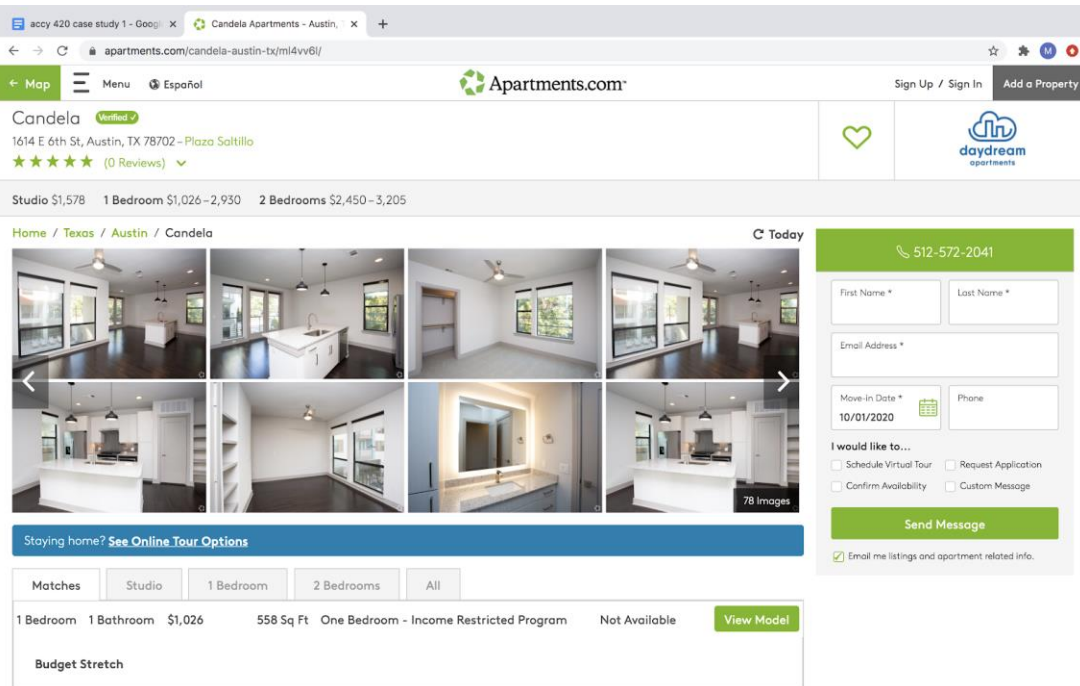 accy 420 case study 1 - Googl
Candela Apartments - Austin, T
apartments.com/candela-austin-tx/ml4vv6l/
M
Map
Menu
Español
Apartments.com
Sign Up / Sign In
Add a Property
Candela
Verified
1614 E 6th St, Austin, TX 78702 – Plaza Saltillo
(0 Reviews)
daydream
apartments
Studio $1,578 1 Bedroom $1,026 – 2,930 2 Bedrooms $2,450 – 3,205
Home / Texas / Austin / Candela
Today
78 Images
512-572-2041
First Name *
Last Name *
Email Address *
Move-in Date *
10/01/2020
Phone
I would like to...
Schedule Virtual Tour
Request Application
Confirm Availability
Custom Message
Send Message
Email me listings and apartment related info.
Staying home? See Online Tour Options
Matches
Studio
1 Bedroom
2 Bedrooms
All
1 Bedroom 1 Bathroom $1,026 558 Sq Ft One Bedroom - Income Restricted Program Not Available View Model
Budget Stretch